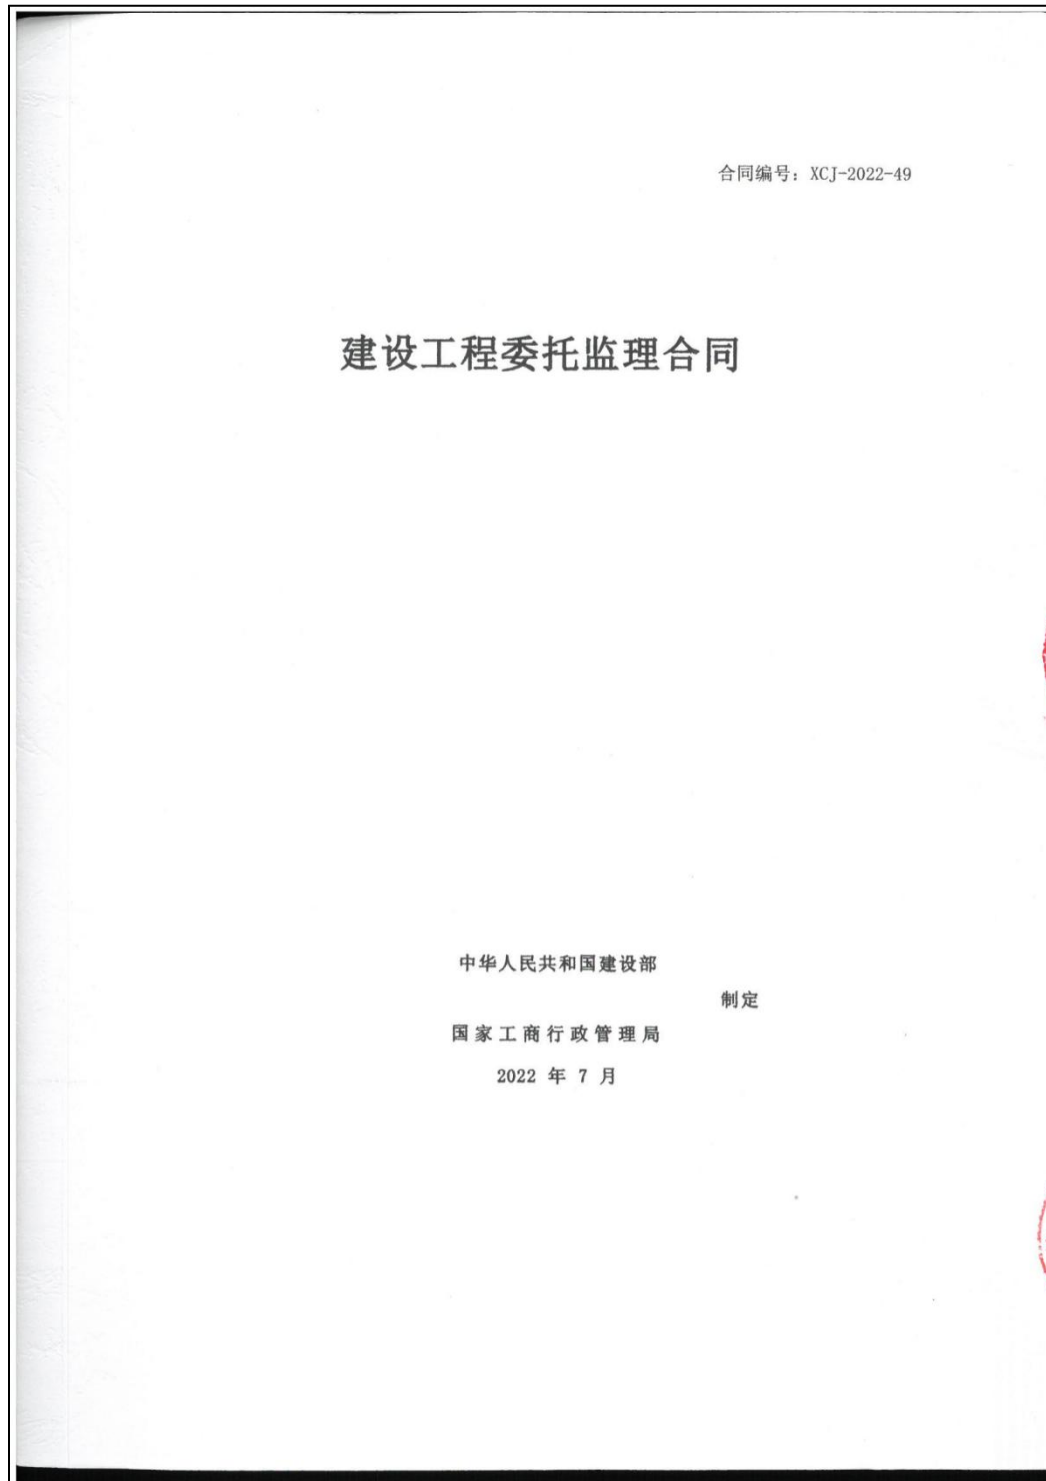 合同编号：XCJ-2022-49
建设工程委托监理合同
中华人民共和国建设部
制定
国家工商行政管理局
2022 年 7 月